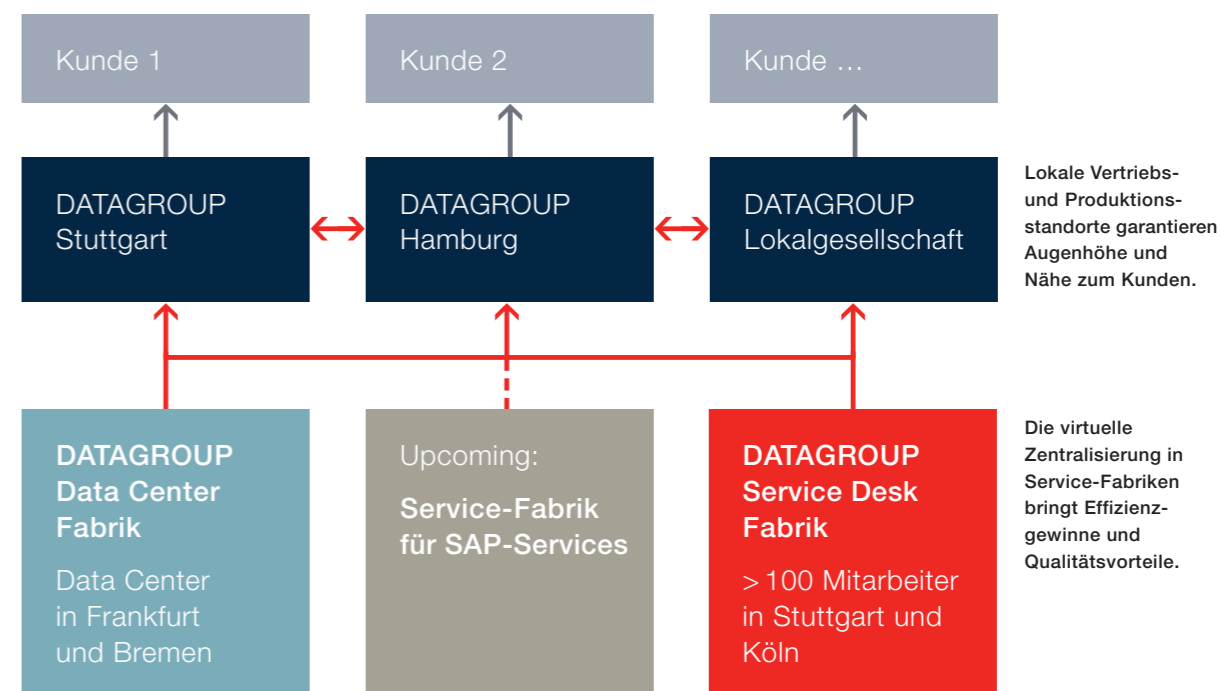 Kunde 1
Kunde 2
Kunde …
DATAGROUP
Stuttgart
DATAGROUP
Hamburg
DATAGROUP
Lokalgesellschaft
Lokale Vertriebs-
und Produktions-
standorte garantieren
Augenhöhe und
Nähe zum Kunden.
DATAGROUP
Data Center
Fabrik
Data Center
in Frankfurt
und Bremen
Upcoming:
Service-Fabrik
für SAP-Services
DATAGROUP
Service Desk
Fabrik
> 100 Mitarbeiter
in Stuttgart und
Köln
Die virtuelle
Zentralisierung in
Service-Fabriken
bringt Effizienz-
gewinne und
Qualitätsvorteile.